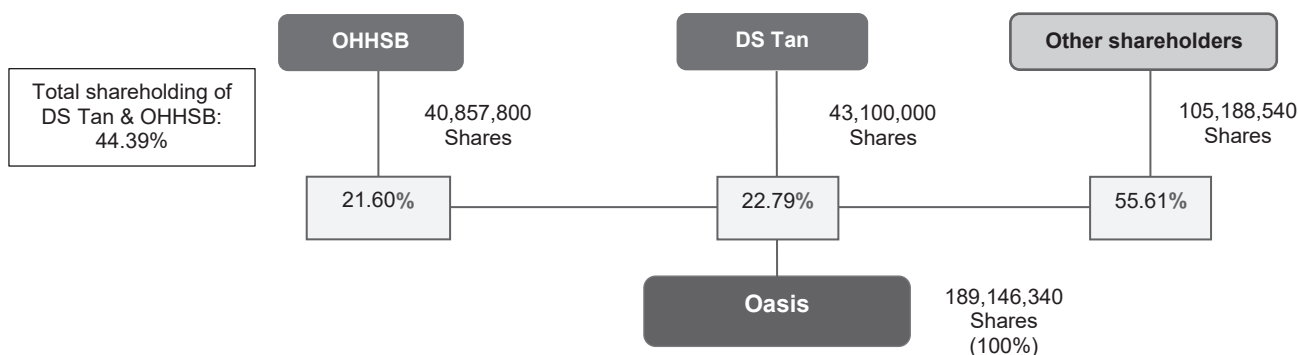 OHHSB
DS Tan
Other shareholders
Total shareholding of
DS Tan & OHHSB:
44.39%
40,857,800
Shares
43,100,000
Shares
105,188,540
Shares
21.60%
22.79%
55.61%
Oasis
189,146,340
Shares
(100%)